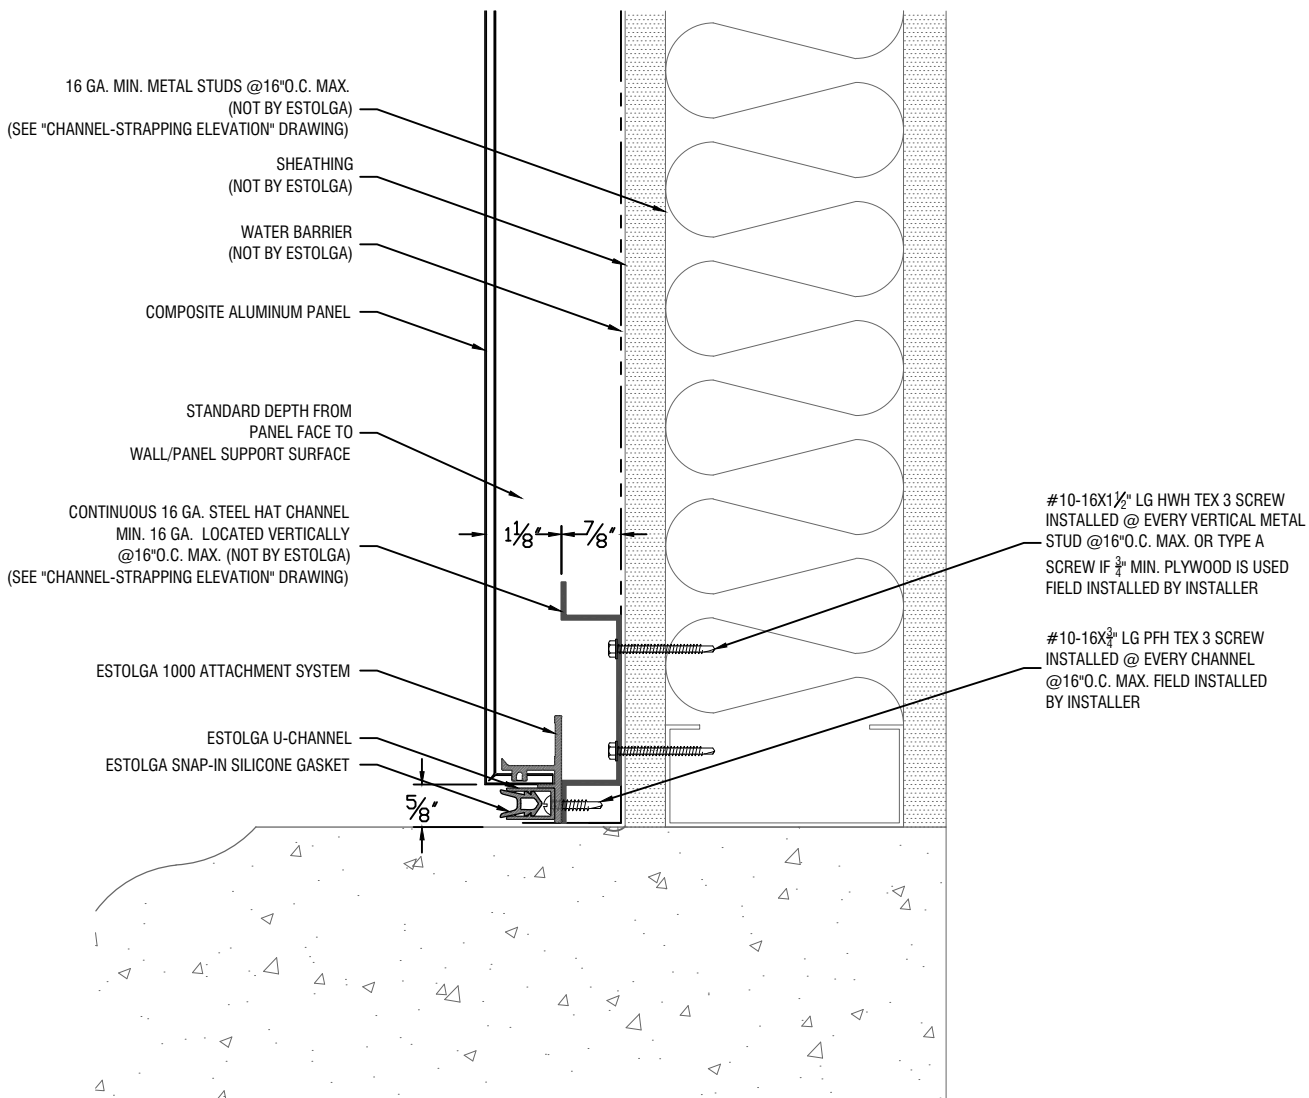 16 GA. MIN. METAL STUDS @16"O.C. MAX.
(NOT BY ESTOLGA)
(SEE "CHANNEL-STRAPPING ELEVATION" DRAWING)
SHEATHING
(NOT BY ESTOLGA)
WATER BARRIER
(NOT BY ESTOLGA)
COMPOSITE ALUMINUM PANEL
STANDARD DEPTH FROM
PANEL FACE TO
WALL/PANEL SUPPORT SURFACE
CONTINUOUS 16 GA. STEEL HAT CHANNEL
MIN. 16 GA. LOCATED VERTICALLY
@16"O.C. MAX. (NOT BY ESTOLGA)
(SEE "CHANNEL-STRAPPING ELEVATION" DRAWING)
1 1/8" 7/8"
ESTOLGA 1000 ATTACHMENT SYSTEM
ESTOLGA U-CHANNEL
ESTOLGA SNAP-IN SILICONE GASKET
5/8"
#10-16X1 1/2" LG HWH TEX 3 SCREW
INSTALLED @ EVERY VERTICAL METAL
STUD @16"O.C. MAX. OR TYPE A
SCREW IF 3/4" MIN. PLYWOOD IS USED
FIELD INSTALLED BY INSTALLER
#10-16X3/4" LG PFH TEX 3 SCREW
INSTALLED @ EVERY CHANNEL
@16"O.C. MAX. FIELD INSTALLED
BY INSTALLER